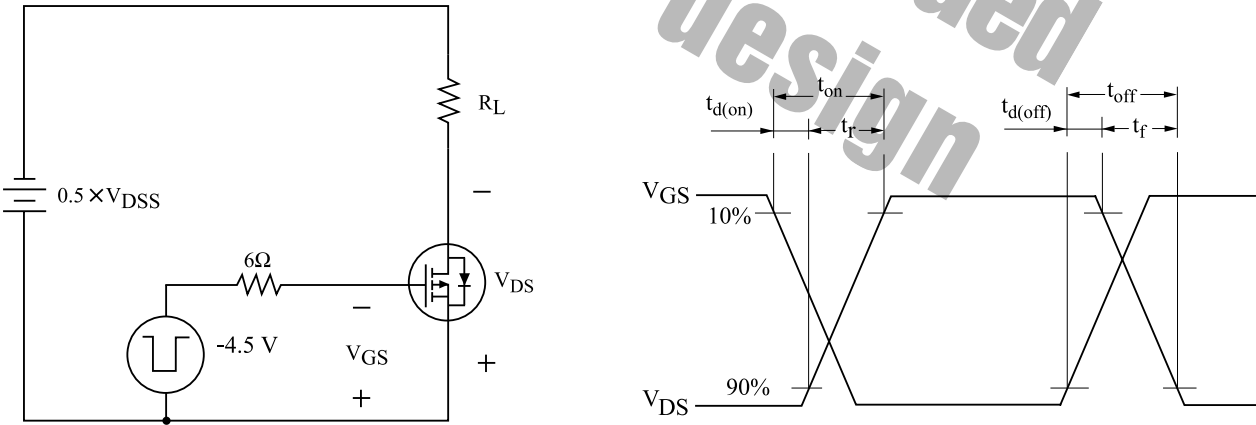 ded
design
R_L
0.5 ×V_DSS
6Ω
V_DS
-4.5 V
V_GS
t_on
t_d(on)
t_r
t_off
t_d(off)
t_f
V_GS
10%
90%
V_DS